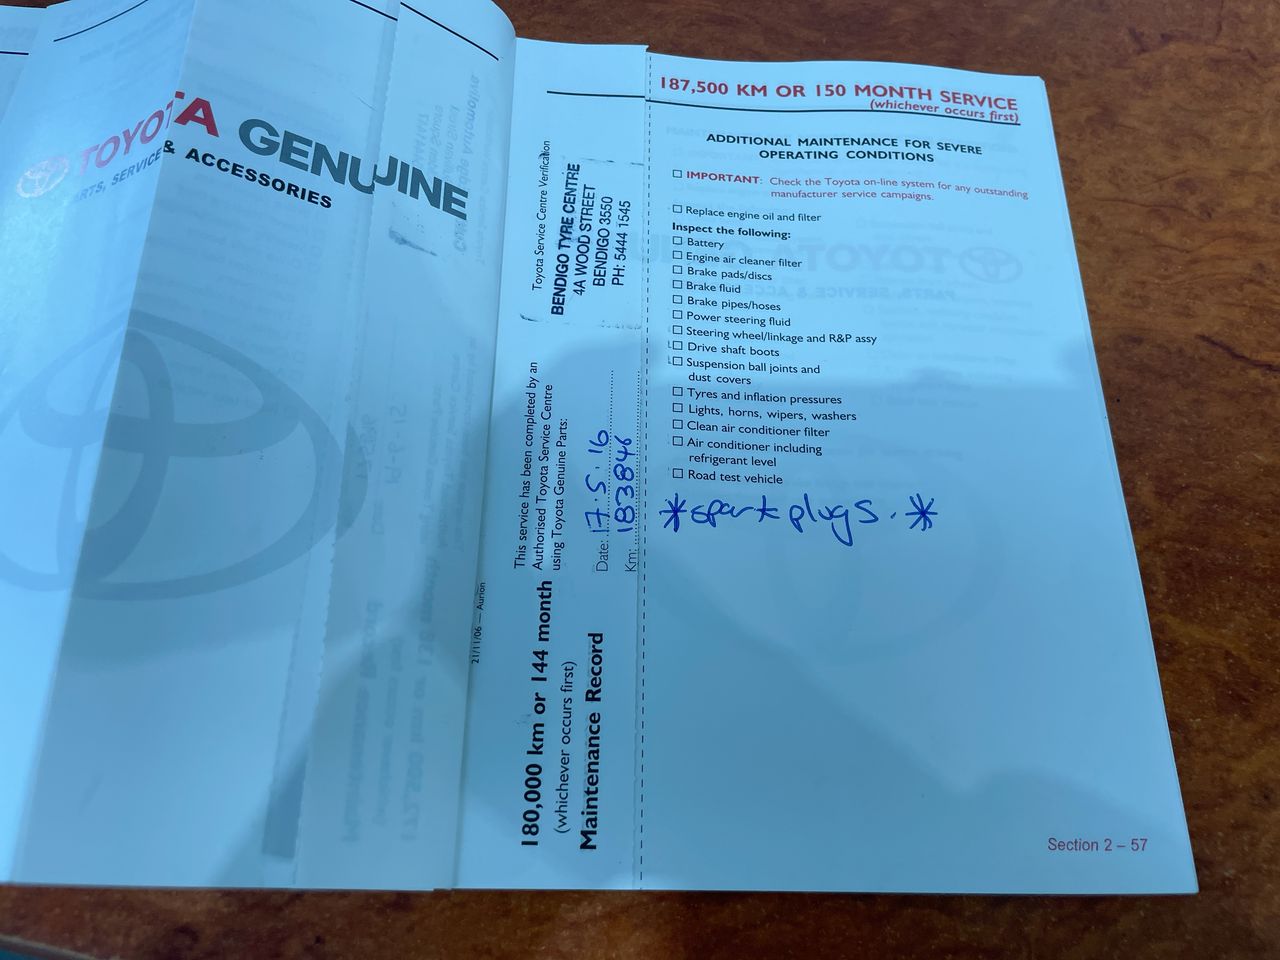 TOYOTA GENUINE
PARTS, SERVICE & ACCESSORIES
Toyota Service Centre Verification
BENDIGO TYRE CENTRE
4A WOOD STREET
BENDIGO 3550
PH: 5444 1545
This service has been completed by an
Authorised Toyota Service Centre
using Toyota Genuine Parts:
Date: 17.5.16
Km: 183846
21/11/06 — Aurion
180,000 km or 144 month
(whichever occurs first)
Maintenance Record
187,500 KM OR 150 MONTH SERVICE
(whichever occurs first)
ADDITIONAL MAINTENANCE FOR SEVERE
OPERATING CONDITIONS
IMPORTANT: Check the Toyota on-line system for any outstanding
manufacturer service campaigns.
Replace engine oil and filter
Inspect the following:
Battery
Engine air cleaner filter
Brake pads/discs
Brake fluid
Brake pipes/hoses
Power steering fluid
Steering wheel/linkage and R&P assy
Drive shaft boots
Suspension ball joints and
dust covers
Tyres and inflation pressures
Lights, horns, wipers, washers
Clean air conditioner filter
Air conditioner including
refrigerant level
Road test vehicle
*spark plugs.*
Section 2 – 57